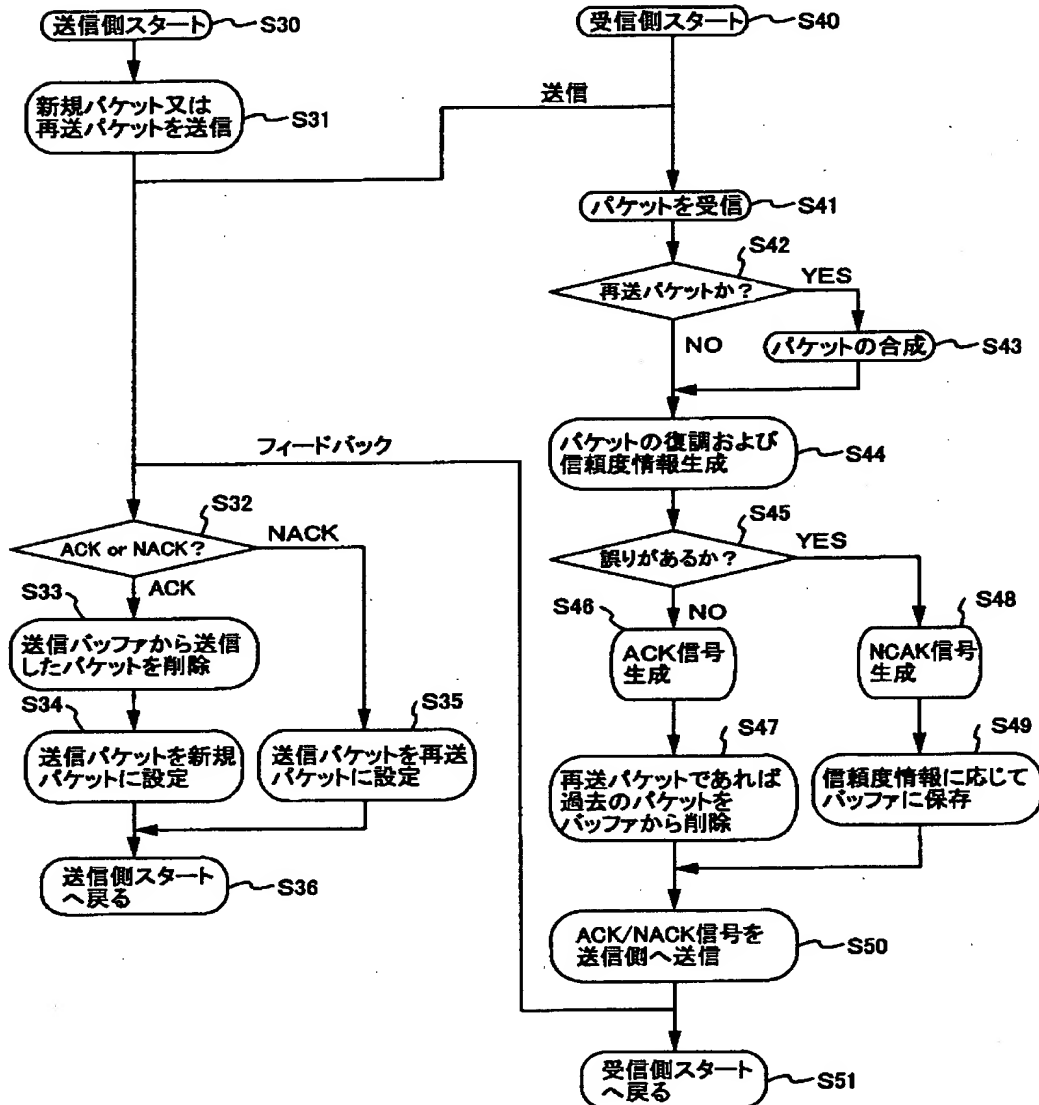 送信側スタート
S30
新規パケット又は
再送パケットを送信
S31
送信
フィードバック
S32
ACK or NACK?
NACK
ACK
S33
送信バッファから送信
したパケットを削除
S34
送信パケットを新規
パケットに設定
S35
送信パケットを再送
パケットに設定
送信側スタート
へ戻る
S36
受信側スタート
S40
パケットを受信
S41
S42
再送パケットか?
YES
NO
パケットの合成
S43
パケットの復調および
信頼度情報生成
S44
S45
誤りがあるか?
YES
NO
S46
ACK信号
生成
S48
NCAK信号
生成
S47
再送パケットであれば
過去のパケットを
バッファから削除
S49
信頼度情報に応じて
バッファに保存
ACK/NACK信号を
送信側へ送信
S50
受信側スタート
へ戻る
S51